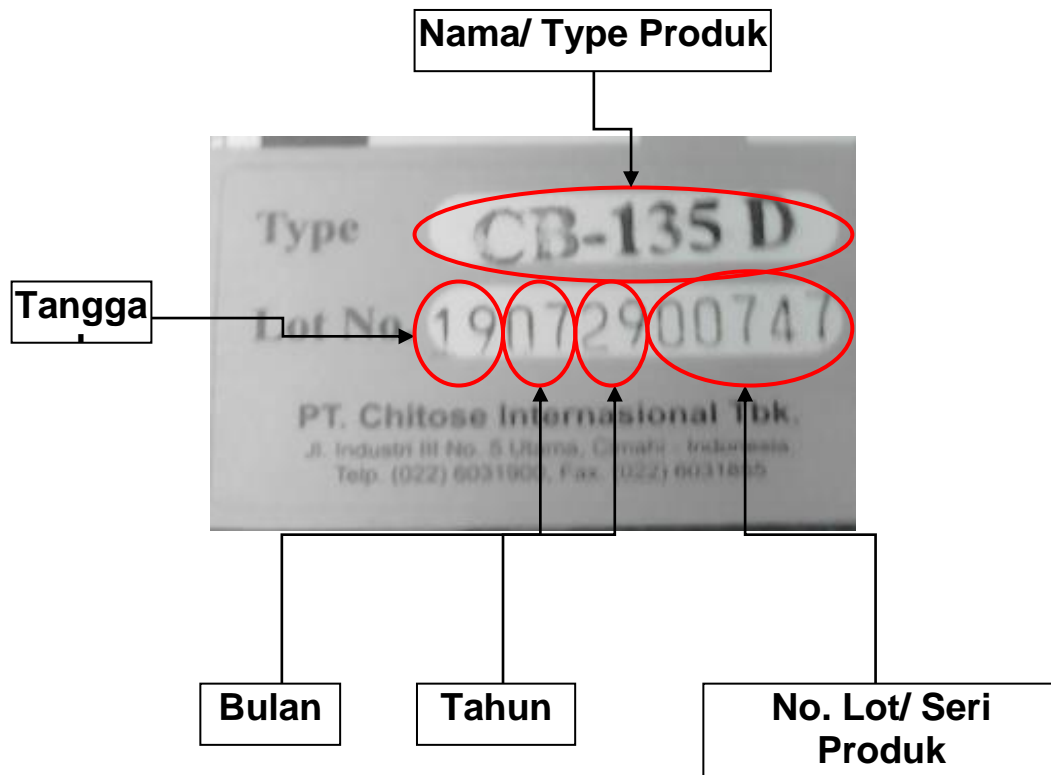 Nama/ Type Produk
Type CB-135 D
Tangga
Lot No 19072900747
PT. Chitose Internasional Tbk.
Jl. Industri III No. 5 Utama, Cimahi - Indonesia
Telp. (022) 6031900, Fax. (022) 6031855
Bulan
Tahun
No. Lot/ Seri
Produk